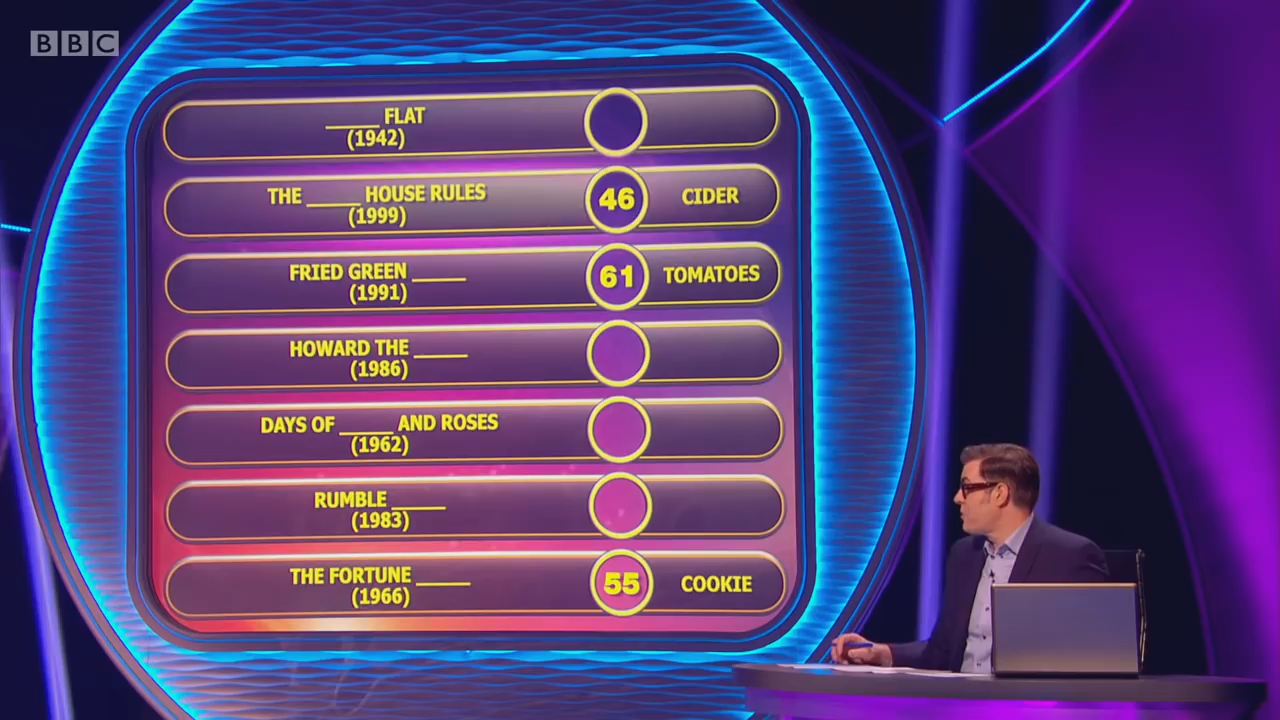 BBC
_____ FLAT
(1942)
THE _____ HOUSE RULES
(1999)
46
CIDER
FRIED GREEN _____
(1991)
61
TOMATOES
HOWARD THE _____
(1986)
DAYS OF _____ AND ROSES
(1962)
RUMBLE _____
(1983)
THE FORTUNE _____
(1966)
55
COOKIE